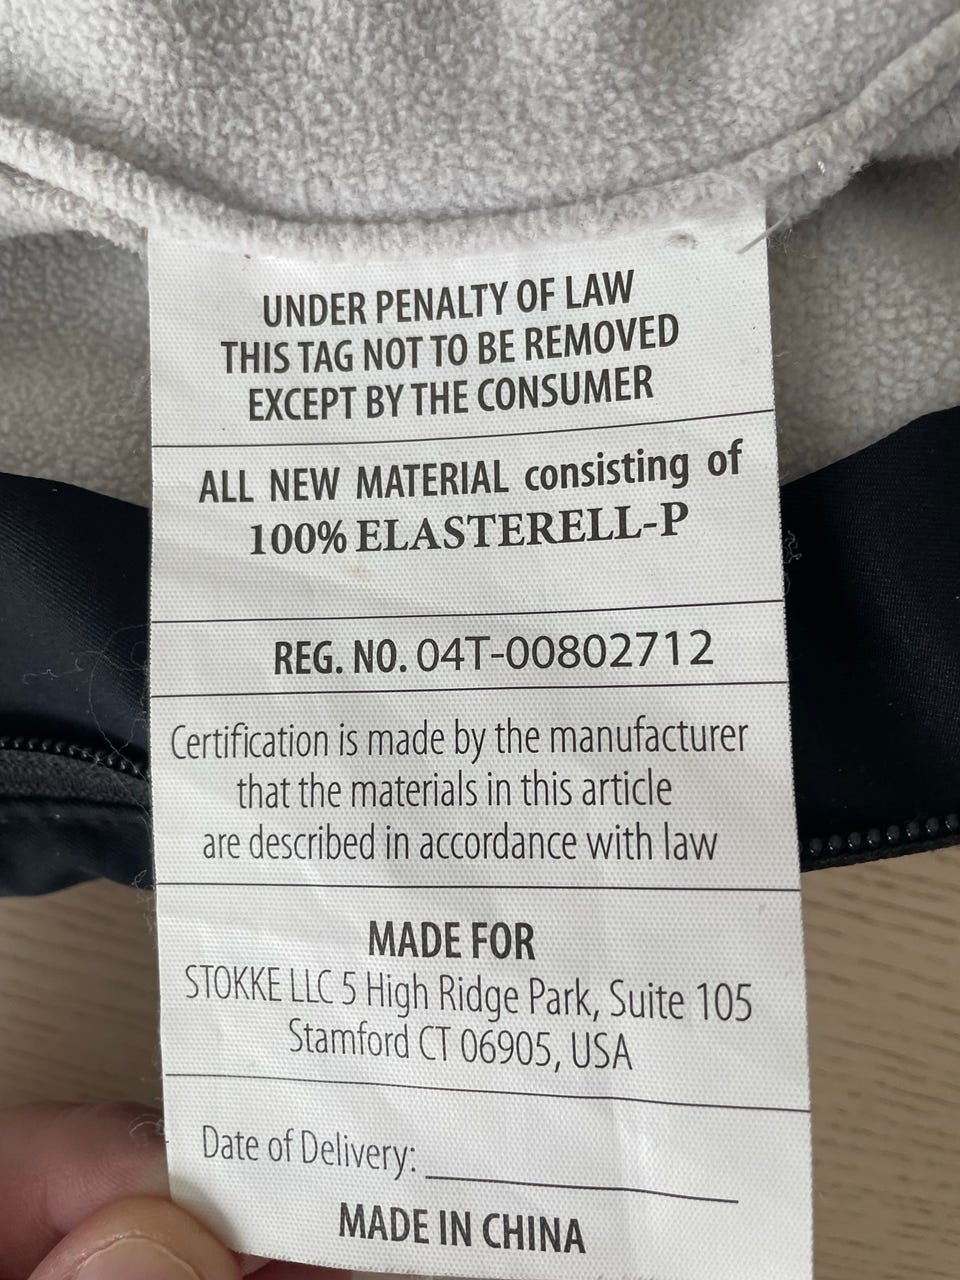 UNDER PENALTY OF LAW
THIS TAG NOT TO BE REMOVED
EXCEPT BY THE CONSUMER
ALL NEW MATERIAL consisting of
100% ELASTERELL-P
REG. NO. 04T-00802712
Certification is made by the manufacturer
that the materials in this article
are described in accordance with law
MADE FOR
STOKKE LLC 5 High Ridge Park, Suite 105
Stamford CT 06905, USA
Date of Delivery:
MADE IN CHINA